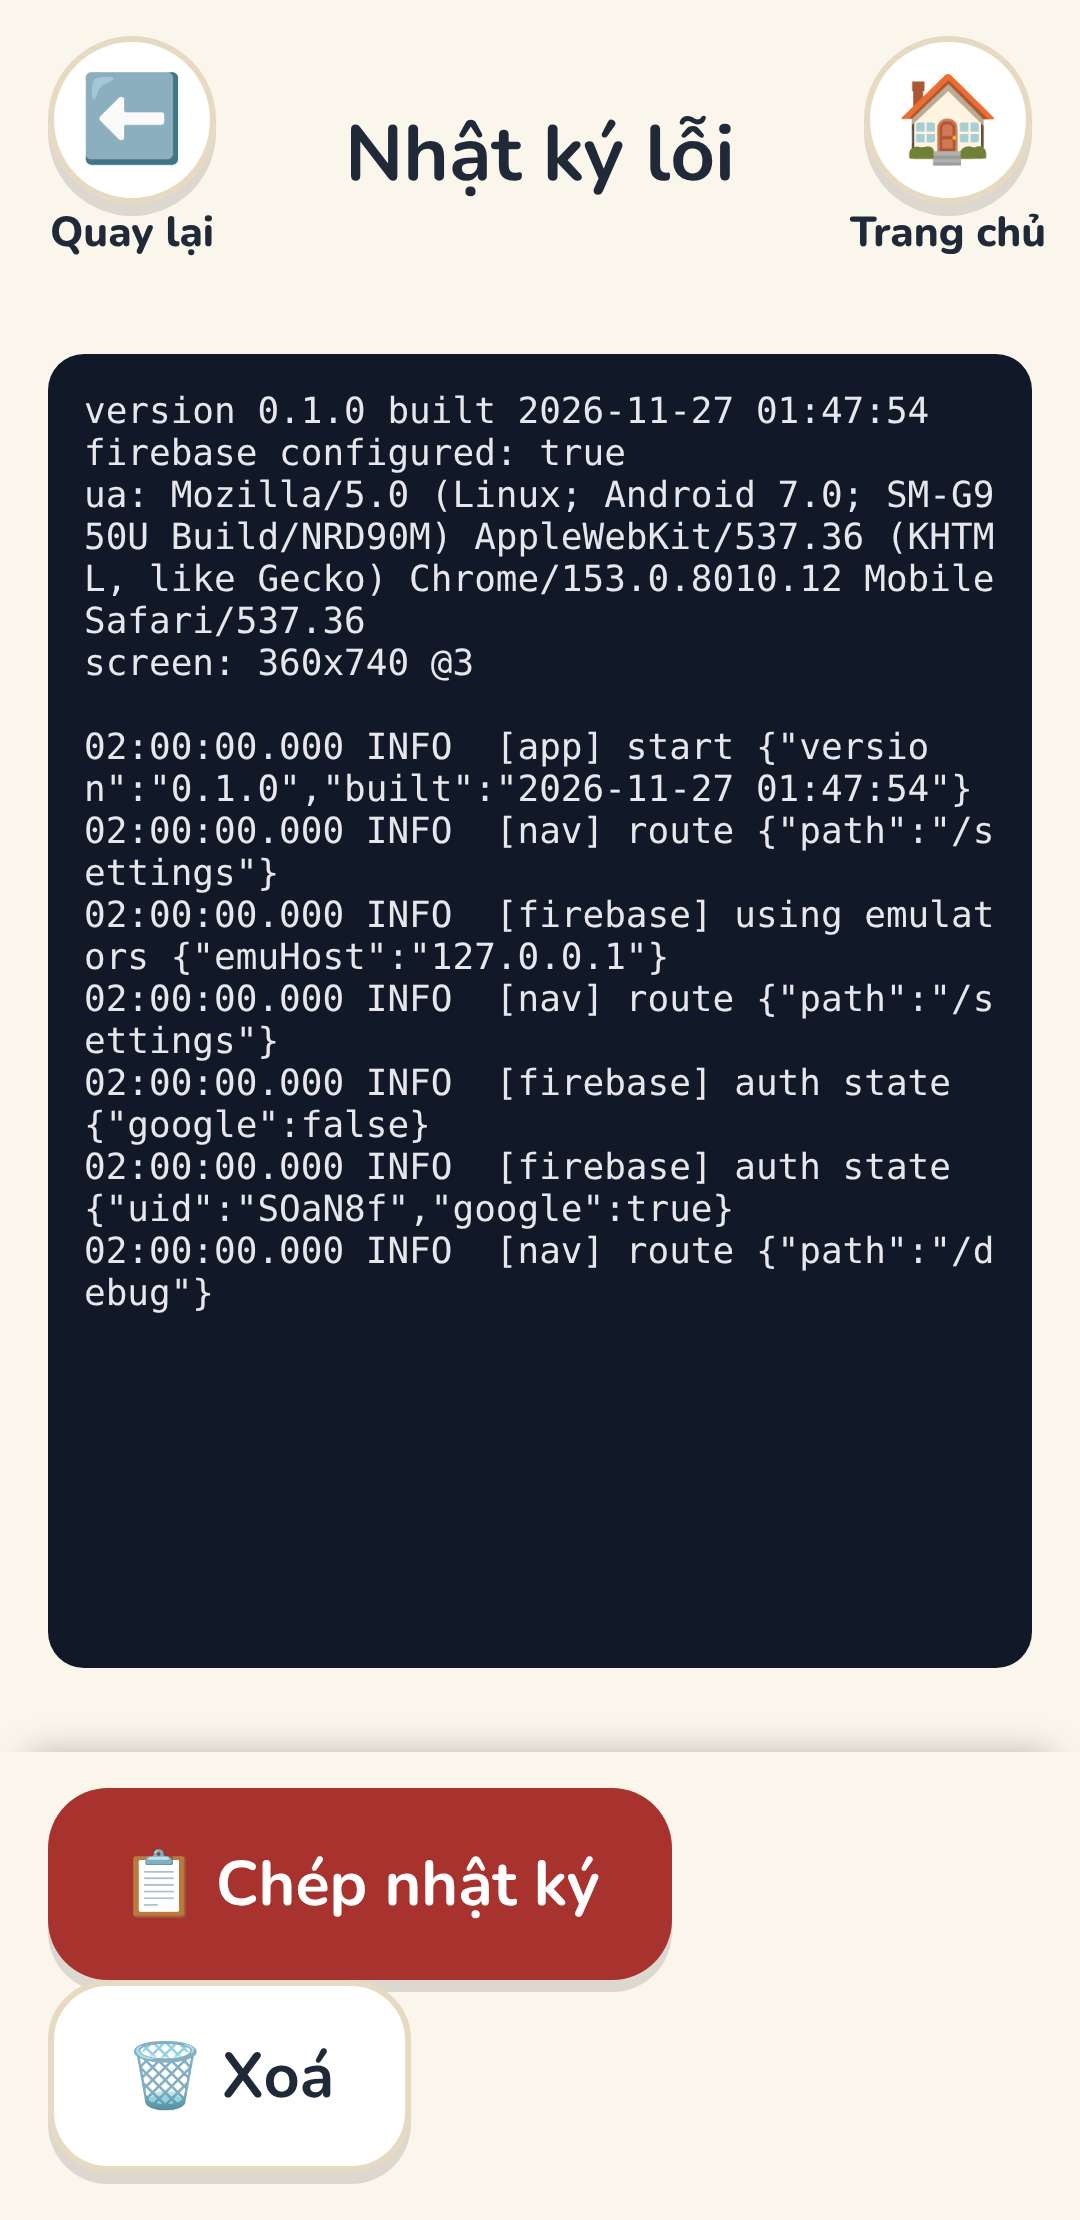 Nhật ký lỗi
Quay lại
Trang chủ
version 0.1.0 built 2026-11-27 01:47:54
firebase configured: true
ua: Mozilla/5.0 (Linux; Android 7.0; SM-G9
50U Build/NRD90M) AppleWebKit/537.36 (KHTM
L, like Gecko) Chrome/153.0.8010.12 Mobile
Safari/537.36
screen: 360x740 @3
02:00:00.000 INFO  [app] start {"versio
n":"0.1.0","built":"2026-11-27 01:47:54"}
02:00:00.000 INFO  [nav] route {"path":"/s
ettings"}
02:00:00.000 INFO  [firebase] using emulat
ors {"emuHost":"127.0.0.1"}
02:00:00.000 INFO  [nav] route {"path":"/s
ettings"}
02:00:00.000 INFO  [firebase] auth state
{"google":false}
02:00:00.000 INFO  [firebase] auth state
{"uid":"SOaN8f","google":true}
02:00:00.000 INFO  [nav] route {"path":"/d
ebug"}
Chép nhật ký
Xoá